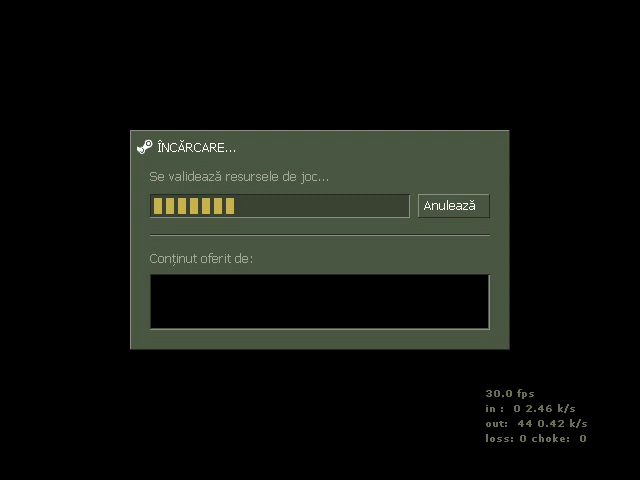 ÎNCĂRCARE...
Se validează resursele de joc...
Anulează
Conținut oferit de:
30.0 fps
in :  0 2.46 k/s
out:  44 0.42 k/s
loss: 0 choke:  0